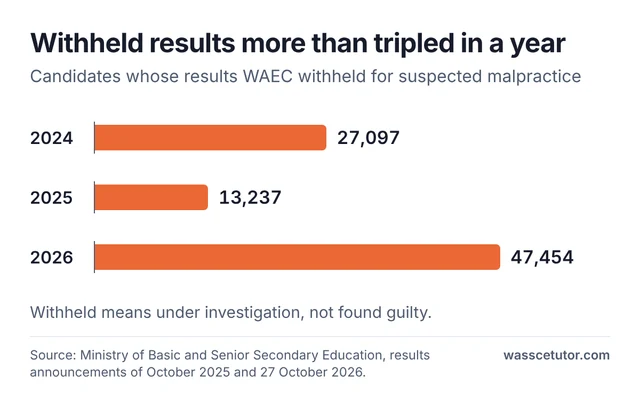 Withheld results more than tripled in a year
Candidates whose results WAEC withheld for suspected malpractice
2024 27,097
2025 13,237
2026 47,454
Withheld means under investigation, not found guilty.
Source: Ministry of Basic and Senior Secondary Education, results
announcements of October 2025 and 27 October 2026.
wasscetutor.com